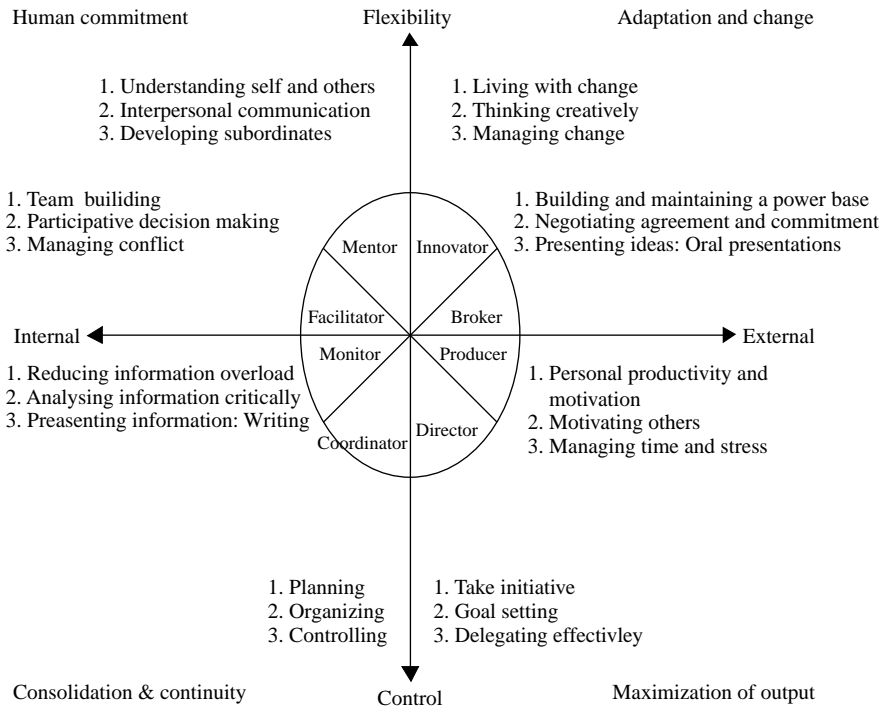 Human commitment
Flexibility
Adaptation and change
1. Understanding self and others
2. Interpersonal communication
3. Developing subordinates
1. Living with change
2. Thinking creatively
3. Managing change
1. Team builiding
2. Participative decision making
3. Managing conflict
1. Building and maintaining a power base
2. Negotiating agreement and commitment
3. Presenting ideas: Oral presentations
Mentor
Innovator
Facilitator
Broker
Internal
External
Monitor
Producer
Coordinator
Director
1. Reducing information overload
2. Analysing information critically
3. Preasenting information: Writing
1. Personal productivity and
motivation
2. Motivating others
3. Managing time and stress
1. Planning
2. Organizing
3. Controlling
1. Take initiative
2. Goal setting
3. Delegating effectivley
Consolidation & continuity
Control
Maximization of output